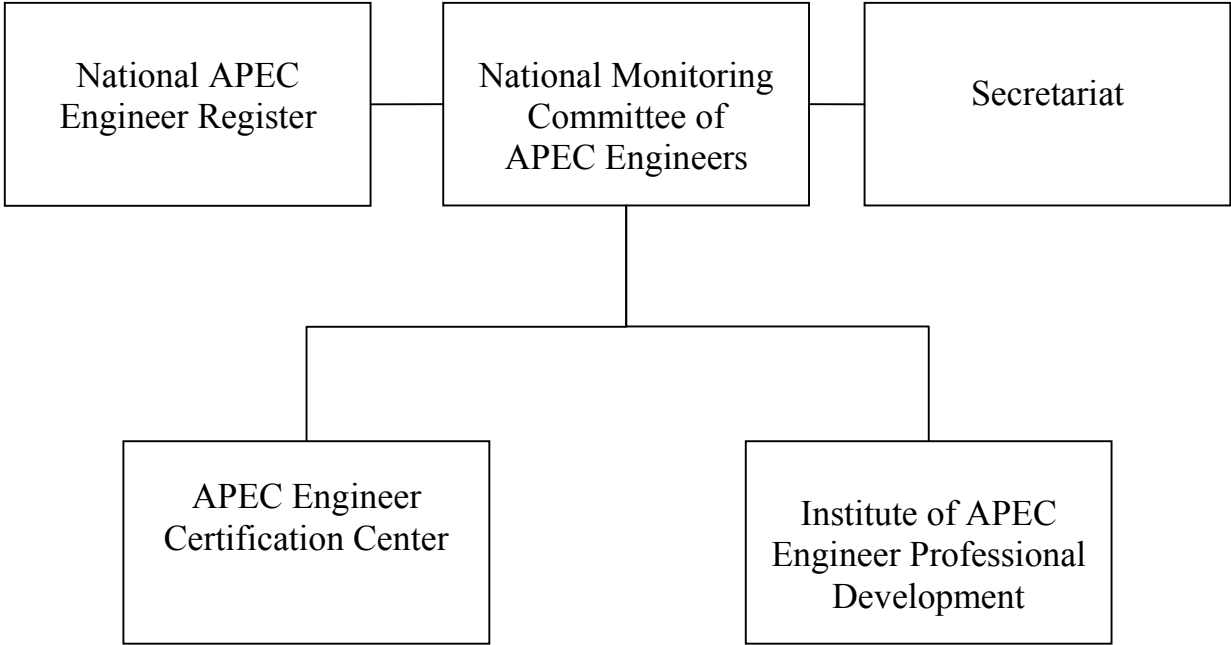 National APEC
Engineer Register
National Monitoring
Committee of
APEC Engineers
Secretariat
APEC Engineer
Certification Center
Institute of APEC
Engineer Professional
Development